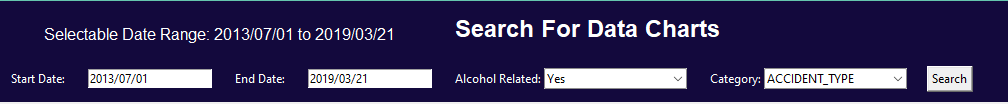 Selectable Date Range: 2013/07/01 to 2019/03/21 Search For Data Charts
Start Date: 2013/07/01 End Date: 2019/03/21 Alcohol Related: Yes Category: ACCIDENT_TYPE Search